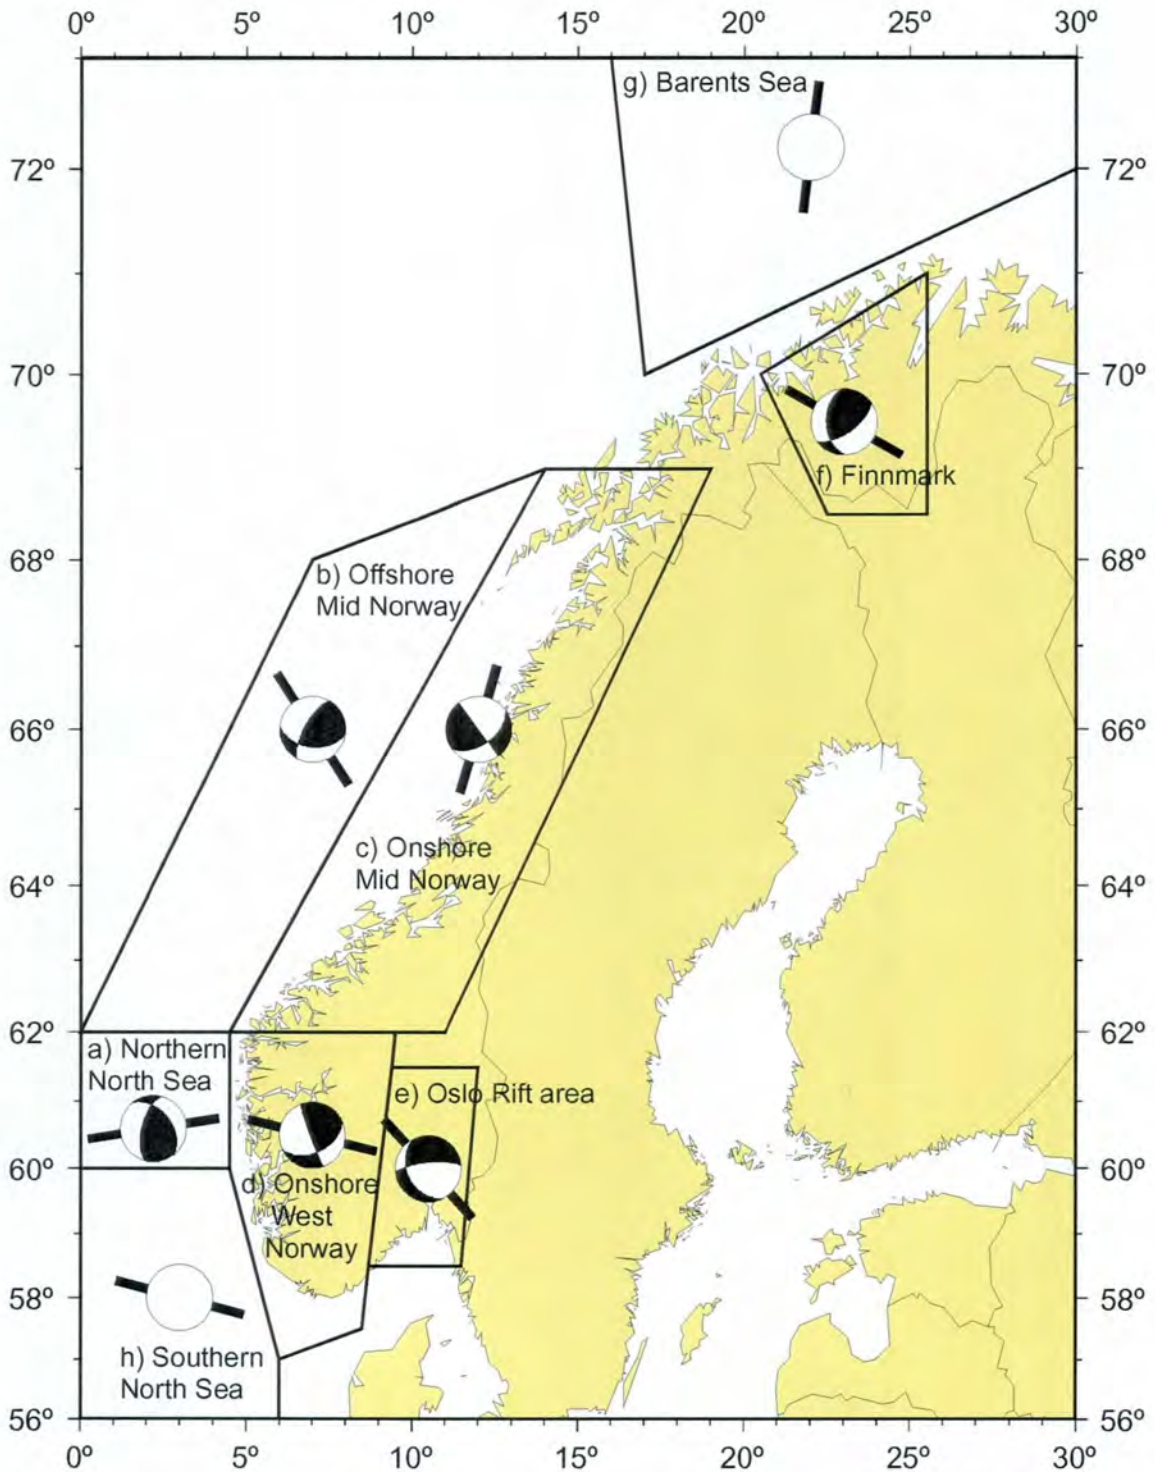 0º 5º 10º 15º 20º 25º 30º
g) Barents Sea
72º 72º
70º 70º
f) Finnmark
68º 68º
b) Offshore
Mid Norway
66º 66º
c) Onshore
Mid Norway
64º 64º
62º 62º
a) Northern
North Sea
e) Oslo Rift area
60º 60º
d) Onshore
West
Norway
58º 58º
h) Southern
North Sea
56º 56º
0º 5º 10º 15º 20º 25º 30º